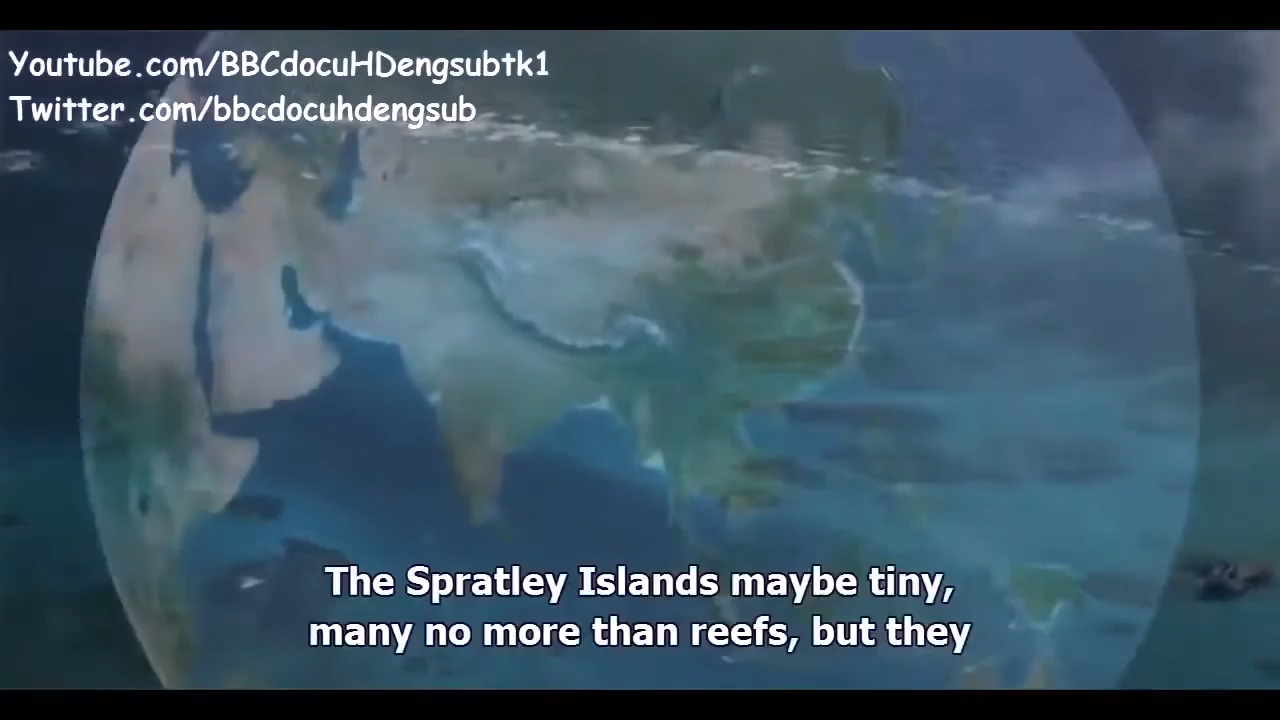 Youtube.com/BBCdocuHDengsubtk1
Twitter.com/bbcdocuhdengsub
The Spratley Islands maybe tiny,
many no more than reefs, but they